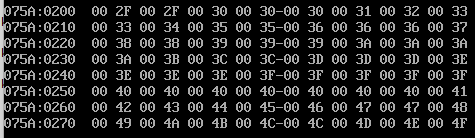 075A:0200 00 2F 00 2F 00 30 00 30-00 30 00 31 00 32 00 33
075A:0210 00 33 00 34 00 35 00 35-00 36 00 36 00 36 00 37
075A:0220 00 38 00 38 00 39 00 39-00 39 00 3A 00 3A 00 3A
075A:0230 00 3A 00 3B 00 3C 00 3C-00 3D 00 3D 00 3D 00 3E
075A:0240 00 3E 00 3E 00 3E 00 3F-00 3F 00 3F 00 3F 00 3F
075A:0250 00 40 00 40 00 40 00 40-00 40 00 40 00 40 00 41
075A:0260 00 42 00 43 00 44 00 45-00 46 00 47 00 47 00 48
075A:0270 00 49 00 4A 00 4B 00 4C-00 4C 00 4D 00 4E 00 4F